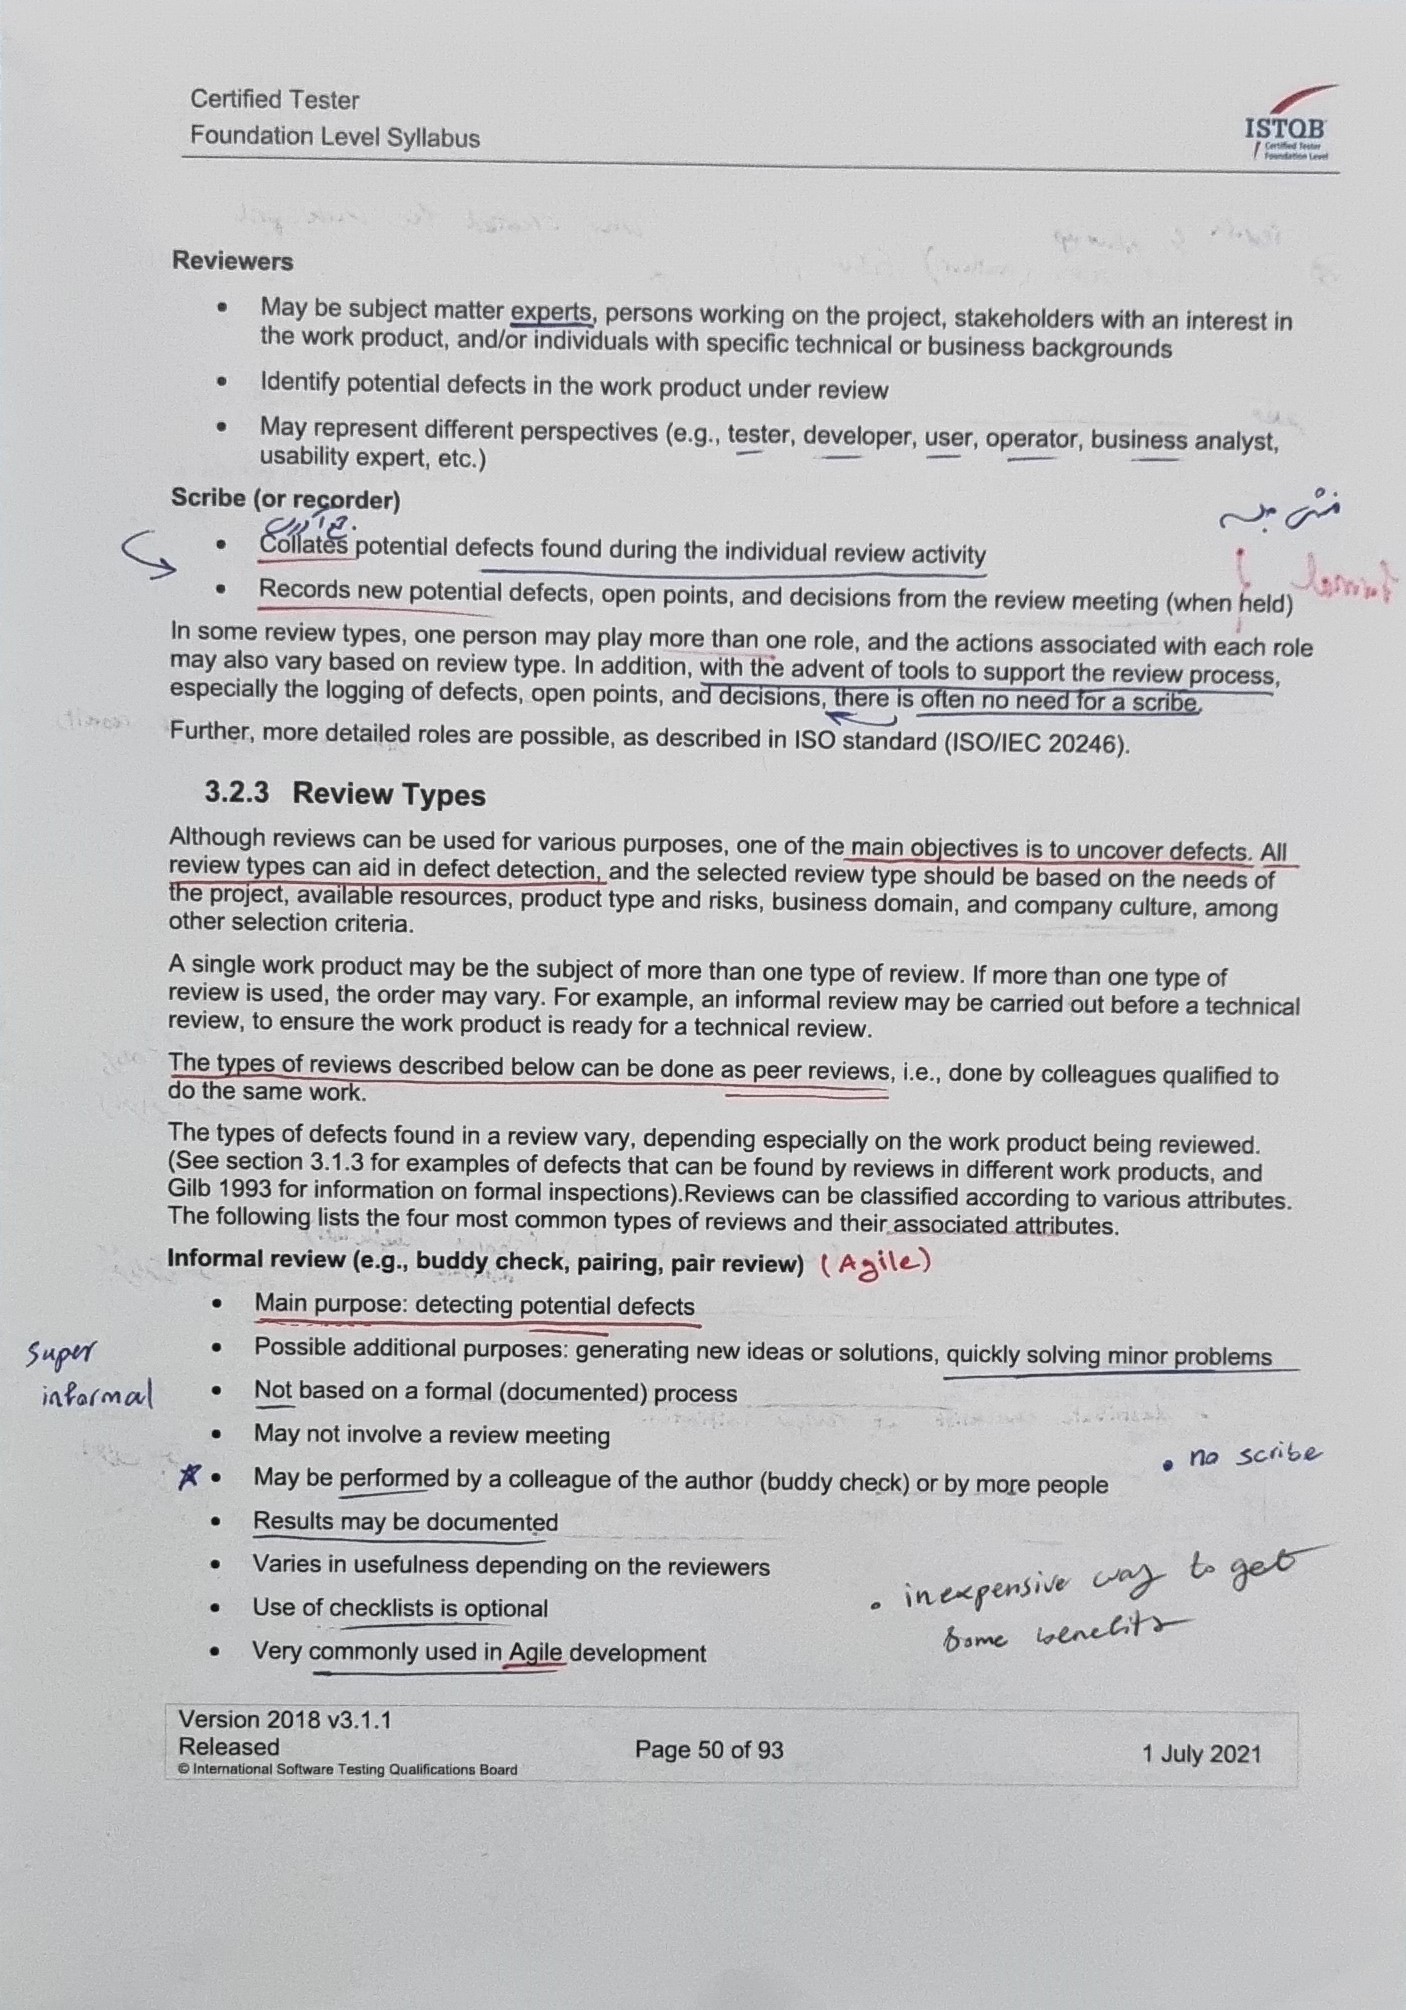 Certified Tester
Foundation Level Syllabus
ISTQB
Certified Tester
Foundation Level
Reviewers
• May be subject matter experts, persons working on the project, stakeholders with an interest in
the work product, and/or individuals with specific technical or business backgrounds
• Identify potential defects in the work product under review
• May represent different perspectives (e.g., tester, developer, user, operator, business analyst,
usability expert, etc.)
Scribe (or recorder)
• Collates potential defects found during the individual review activity
• Records new potential defects, open points, and decisions from the review meeting (when held)
In some review types, one person may play more than one role, and the actions associated with each role
may also vary based on review type. In addition, with the advent of tools to support the review process,
especially the logging of defects, open points, and decisions, there is often no need for a scribe.
Further, more detailed roles are possible, as described in ISO standard (ISO/IEC 20246).
3.2.3 Review Types
Although reviews can be used for various purposes, one of the main objectives is to uncover defects. All
review types can aid in defect detection, and the selected review type should be based on the needs of
the project, available resources, product type and risks, business domain, and company culture, among
other selection criteria.
A single work product may be the subject of more than one type of review. If more than one type of
review is used, the order may vary. For example, an informal review may be carried out before a technical
review, to ensure the work product is ready for a technical review.
The types of reviews described below can be done as peer reviews, i.e., done by colleagues qualified to
do the same work.
The types of defects found in a review vary, depending especially on the work product being reviewed.
(See section 3.1.3 for examples of defects that can be found by reviews in different work products, and
Gilb 1993 for information on formal inspections).Reviews can be classified according to various attributes.
The following lists the four most common types of reviews and their associated attributes.
Informal review (e.g., buddy check, pairing, pair review) (Agile)
• Main purpose: detecting potential defects
super
informal
• Possible additional purposes: generating new ideas or solutions, quickly solving minor problems
• Not based on a formal (documented) process
• May not involve a review meeting
• no scribe
• May be performed by a colleague of the author (buddy check) or by more people
• Results may be documented
• Varies in usefulness depending on the reviewers
• inexpensive way to get
some benefits
• Use of checklists is optional
• Very commonly used in Agile development
Version 2018 v3.1.1
Released
© International Software Testing Qualifications Board
Page 50 of 93
1 July 2021